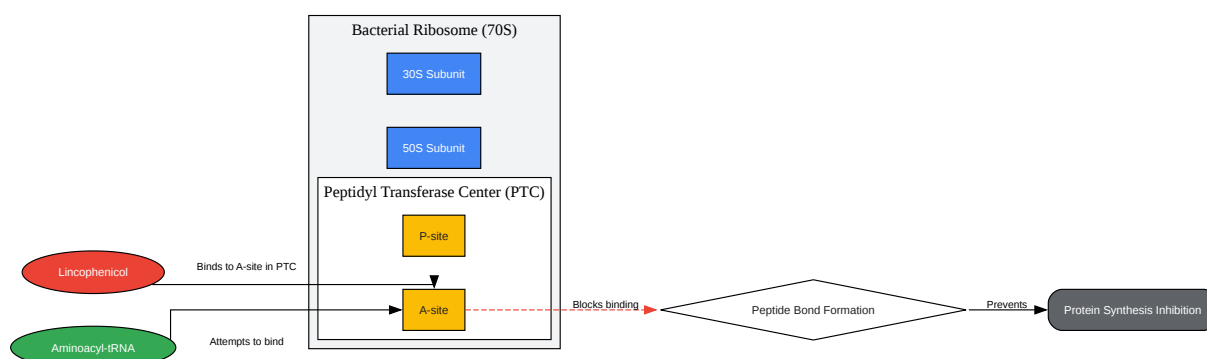 Bacterial Ribosome (70S)
30S Subunit
50S Subunit
Peptidyl Transferase Center (PTC)
P-site
Lincophenicol
Binds to A-site in PTC
A-site
Blocks binding
Peptide Bond Formation
Prevents
Protein Synthesis Inhibition
Aminoacyl-tRNA
Attempts to bind